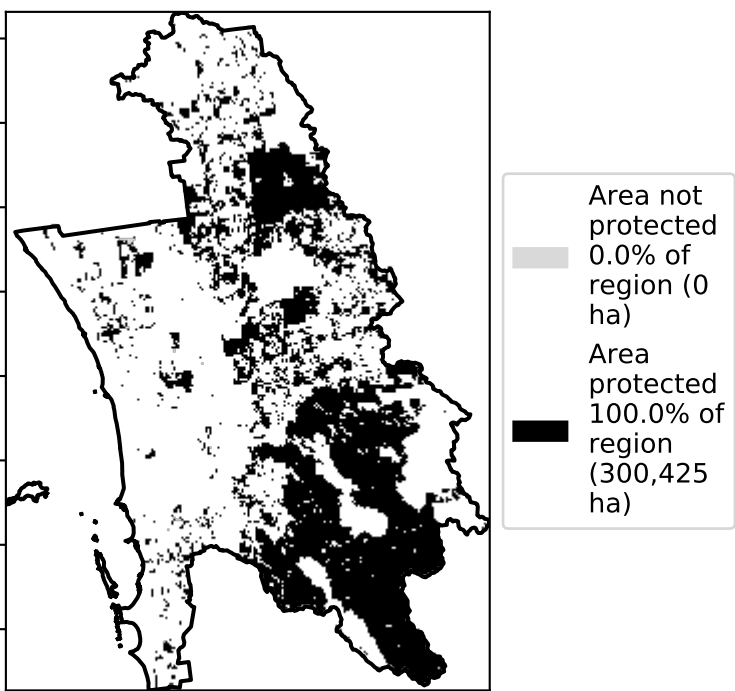 Area not
protected
0.0% of
region (0
ha)
Area
protected
100.0% of
region
(300,425
ha)